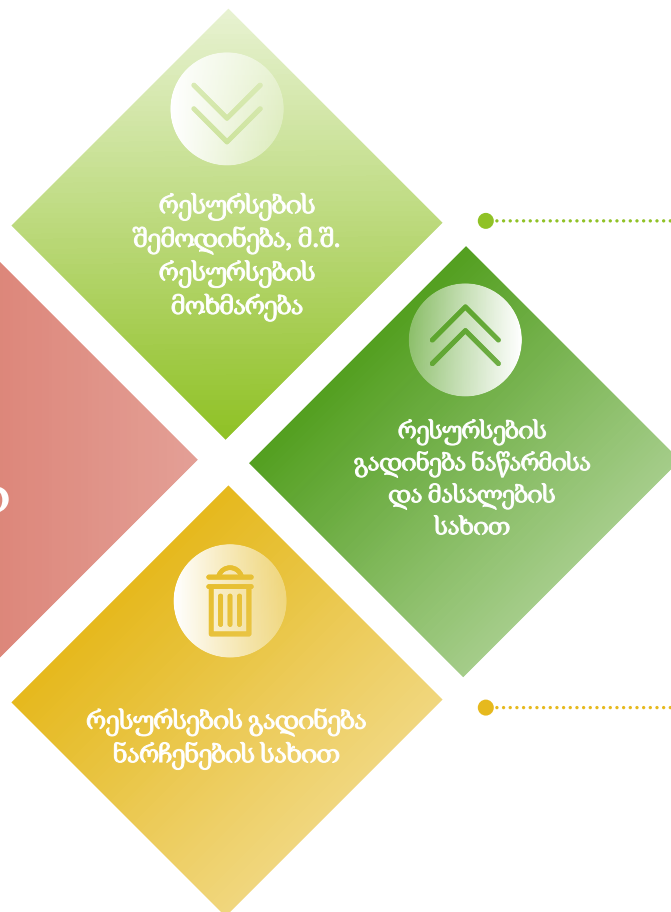 რესურსების
შემოდინება, მ.შ.
რესურსების
მოხმარება
რესურსების
გადინება ნაწარმისა
და მასალების
სახით
რესურსების გადინება
ნარჩენების სახით